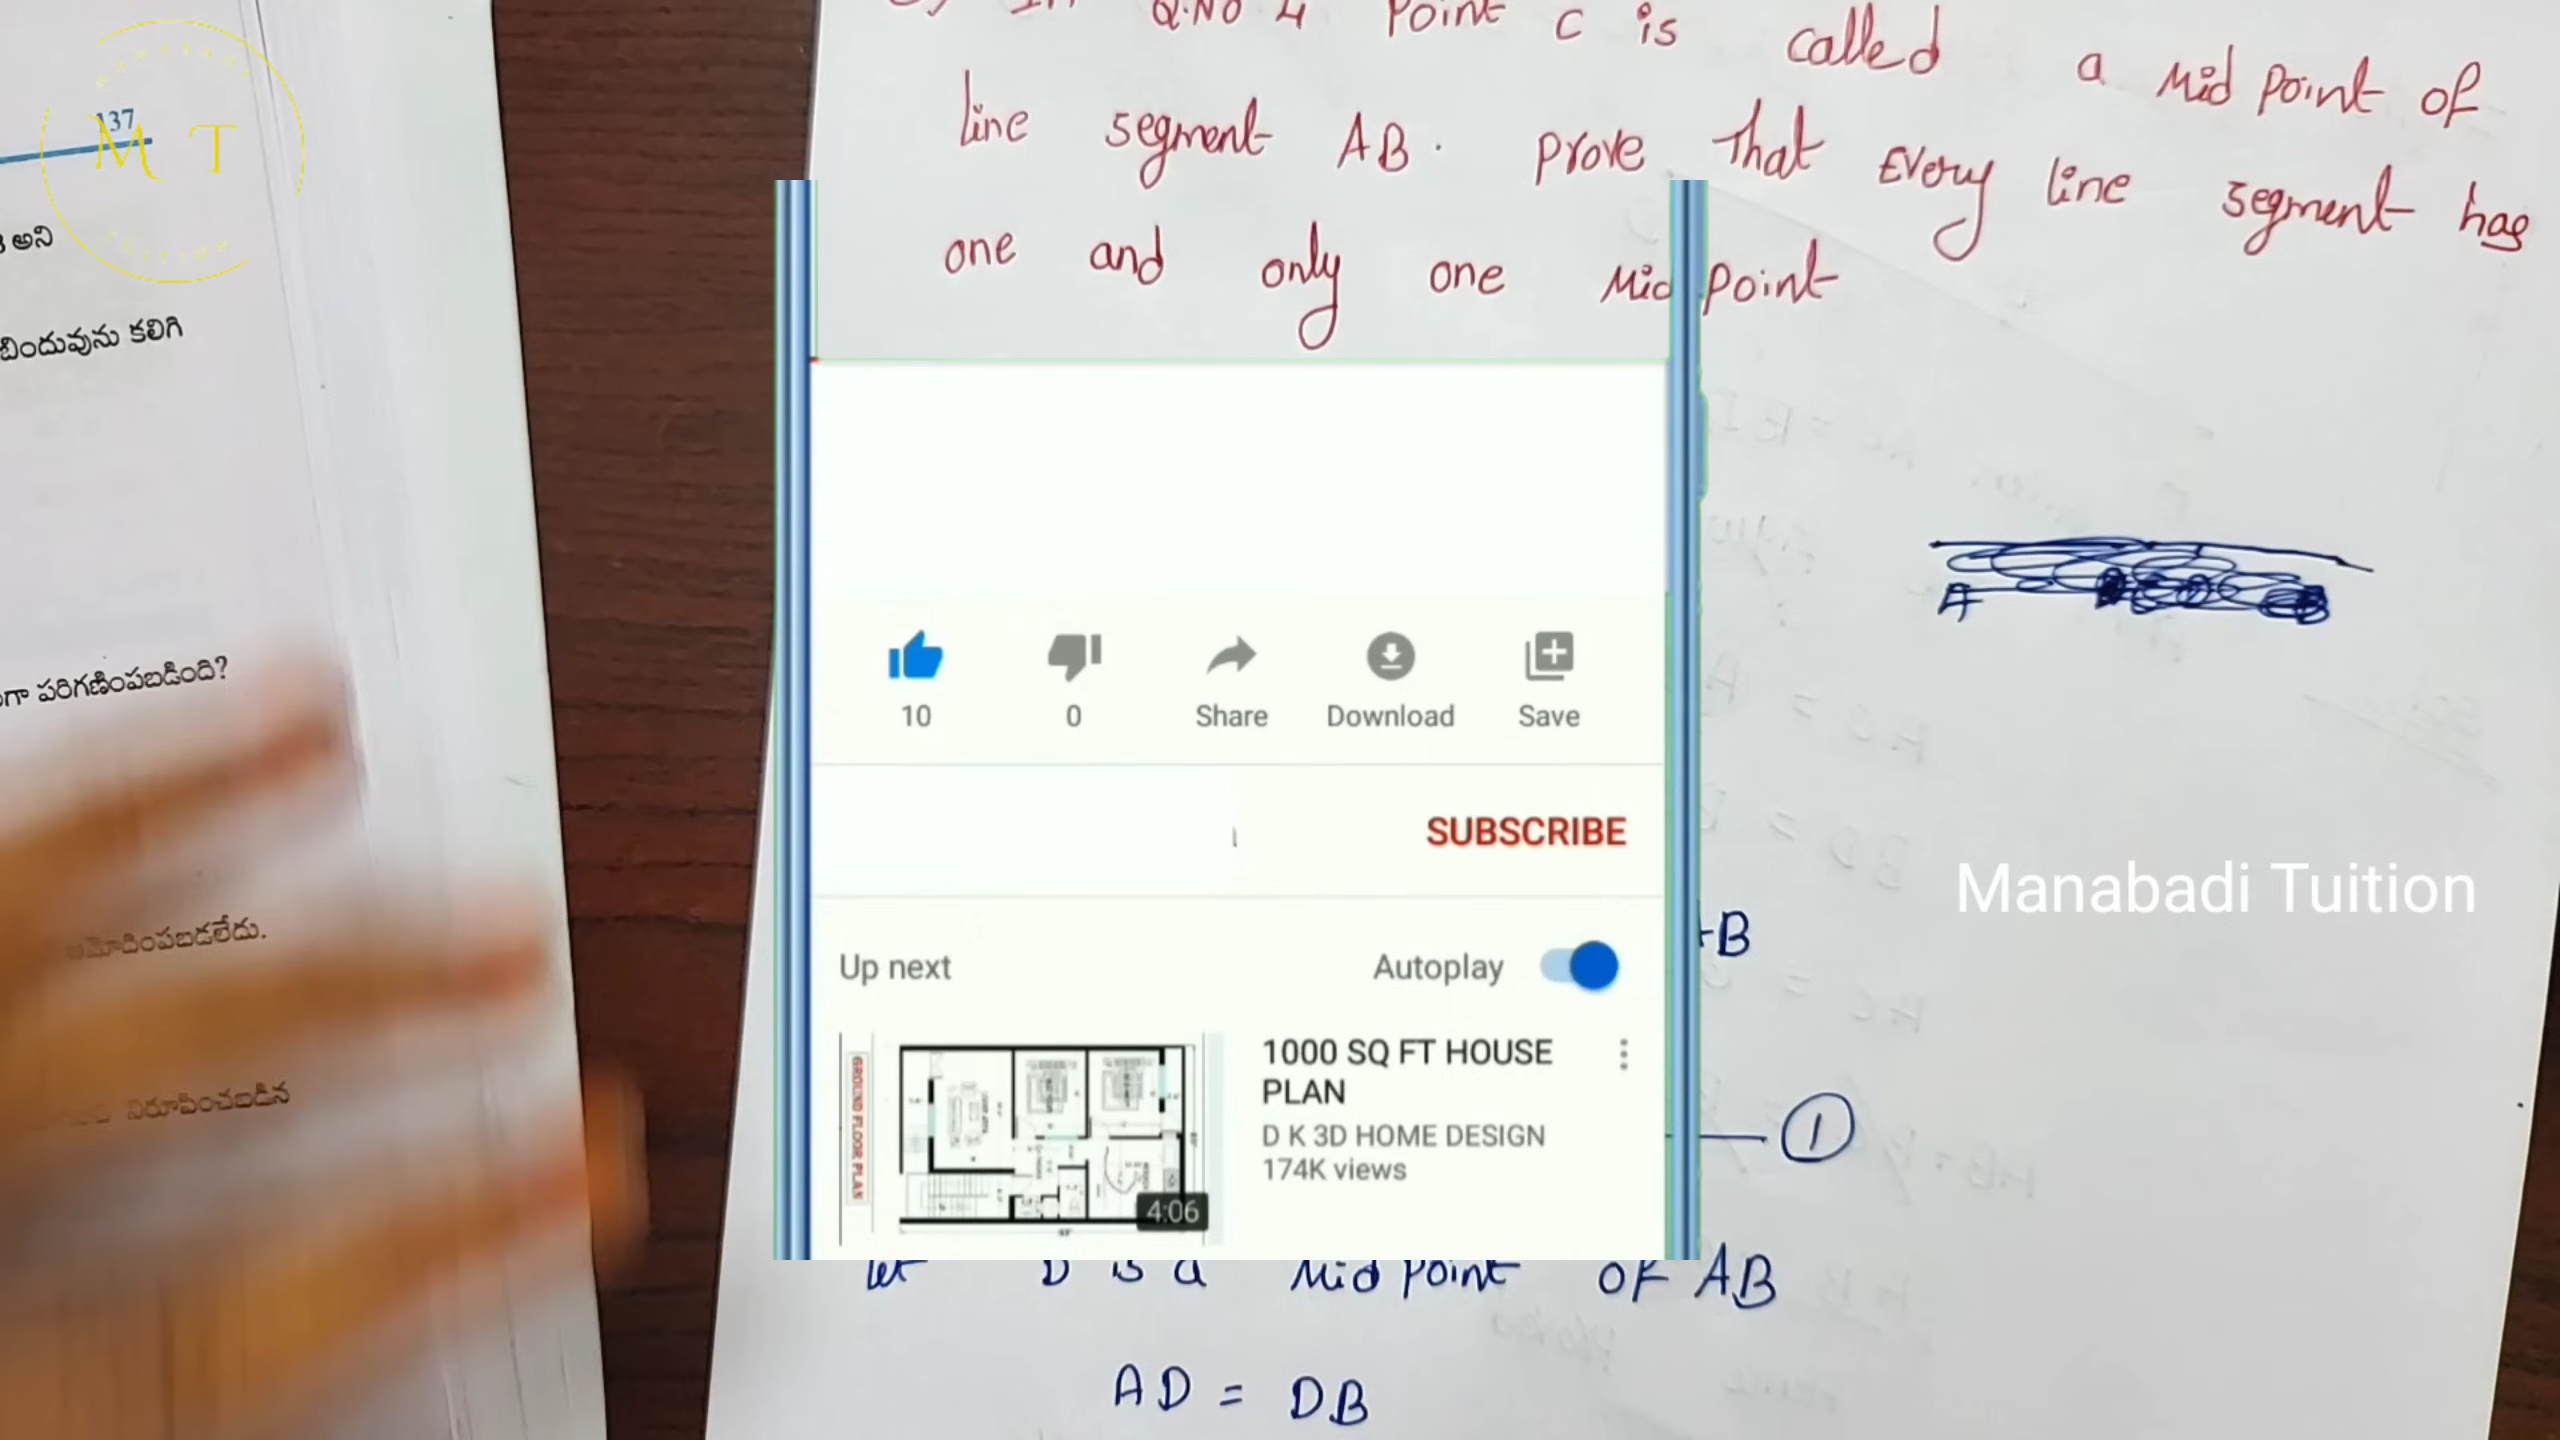 Q.NO 4 Point C is called a Mid Point of
line segment AB. prove that Every line segment has
one and only one Mid point
137
M T
అని
బిందువును కలిగి
గా పరిగణింపబడింది?
నిరూపించబడిన
A
10
0
Share
Download
Save
SUBSCRIBE
Manabadi Tuition
B
Up next
Autoplay
GROUND FLOOR PLAN
4:06
1000 SQ FT HOUSE
PLAN
D K 3D HOME DESIGN
174K views
1
let D is a Mid Point OF AB
AD = DB